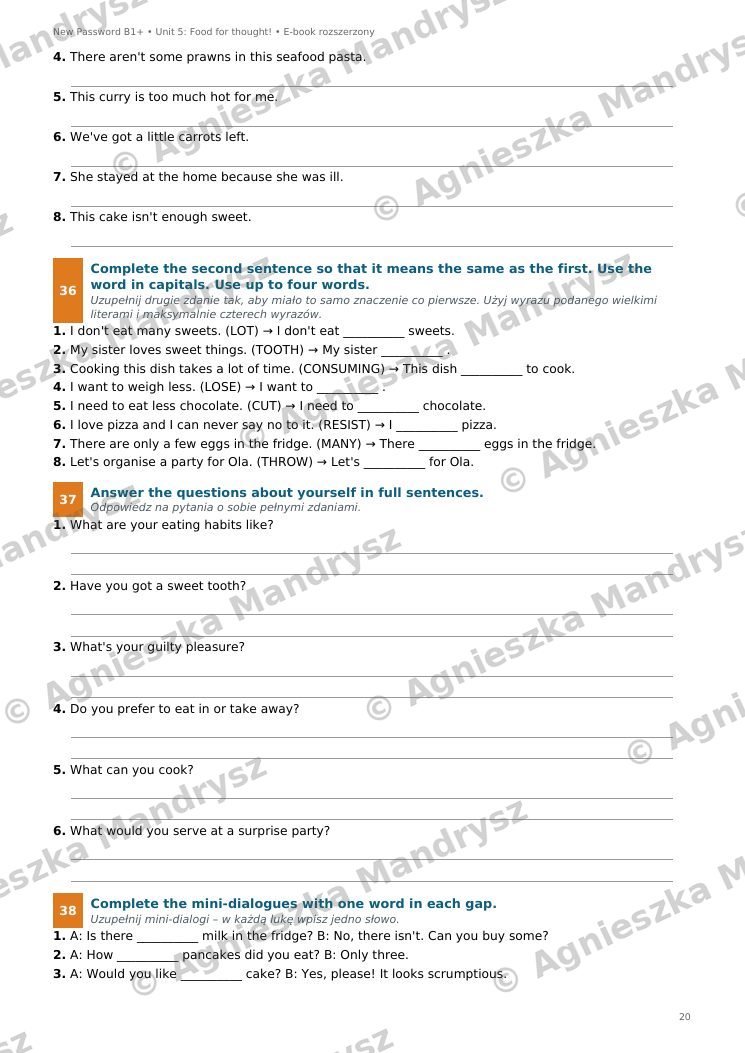 New Password B1+ • Unit 5: Food for thought! • E-book rozszerzony
4. There aren't some prawns in this seafood pasta.
5. This curry is too much hot for me.
6. We've got a little carrots left.
7. She stayed at the home because she was ill.
8. This cake isn't enough sweet.
36
Complete the second sentence so that it means the same as the first. Use the
word in capitals. Use up to four words.
Uzupełnij drugie zdanie tak, aby miało to samo znaczenie co pierwsze. Użyj wyrazu podanego wielkimi
literami i maksymalnie czterech wyrazów.
1. I don't eat many sweets. (LOT) → I don't eat __________ sweets.
2. My sister loves sweet things. (TOOTH) → My sister __________ .
3. Cooking this dish takes a lot of time. (CONSUMING) → This dish __________ to cook.
4. I want to weigh less. (LOSE) → I want to __________ .
5. I need to eat less chocolate. (CUT) → I need to __________ chocolate.
6. I love pizza and I can never say no to it. (RESIST) → I __________ pizza.
7. There are only a few eggs in the fridge. (MANY) → There __________ eggs in the fridge.
8. Let's organise a party for Ola. (THROW) → Let's __________ for Ola.
37
Answer the questions about yourself in full sentences.
Odpowiedz na pytania o sobie pełnymi zdaniami.
1. What are your eating habits like?
2. Have you got a sweet tooth?
3. What's your guilty pleasure?
4. Do you prefer to eat in or take away?
5. What can you cook?
6. What would you serve at a surprise party?
38
Complete the mini-dialogues with one word in each gap.
Uzupełnij mini-dialogi – w każdą lukę wpisz jedno słowo.
1. A: Is there __________ milk in the fridge? B: No, there isn't. Can you buy some?
2. A: How __________ pancakes did you eat? B: Only three.
3. A: Would you like __________ cake? B: Yes, please! It looks scrumptious.
20
© Agnieszka Mandrysz